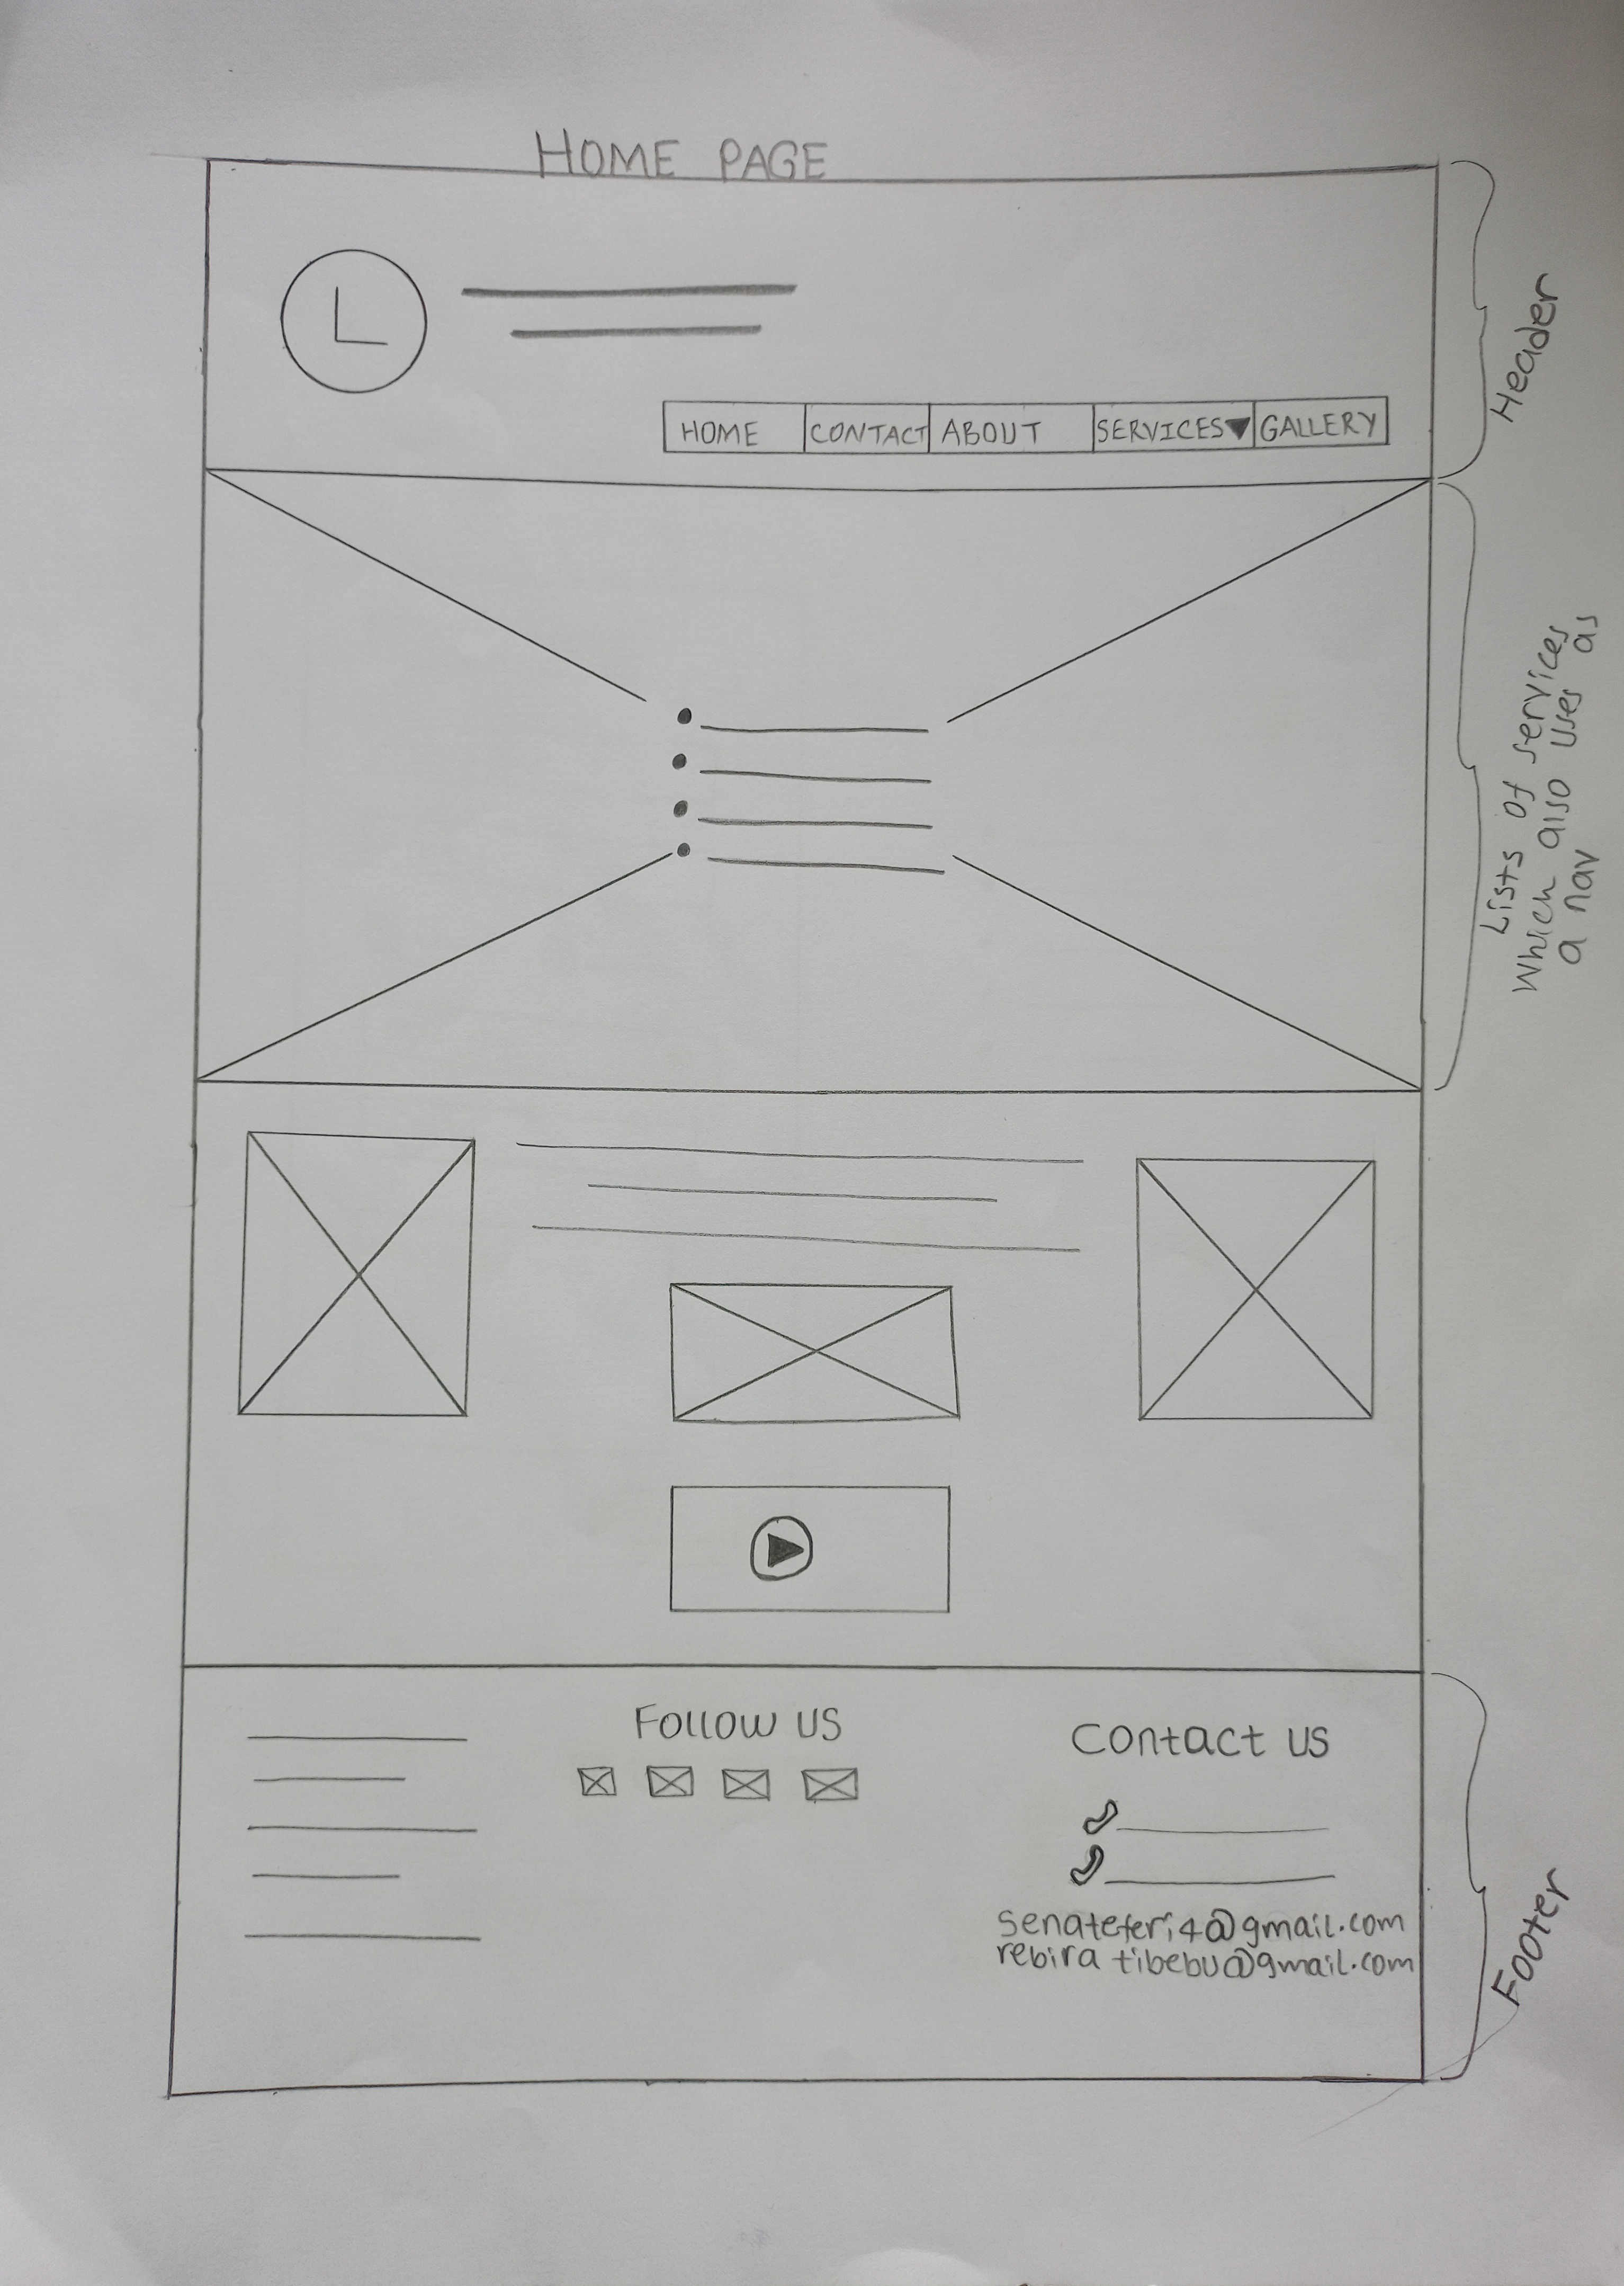 HOME PAGE
L
HOME CONTACT ABOUT SERVICES▼ GALLERY
Header
Lists of services
which also uses as
a nav
Follow us
Contact us
senateferi4@gmail.com
rebira tibebu@gmail.com
Footer